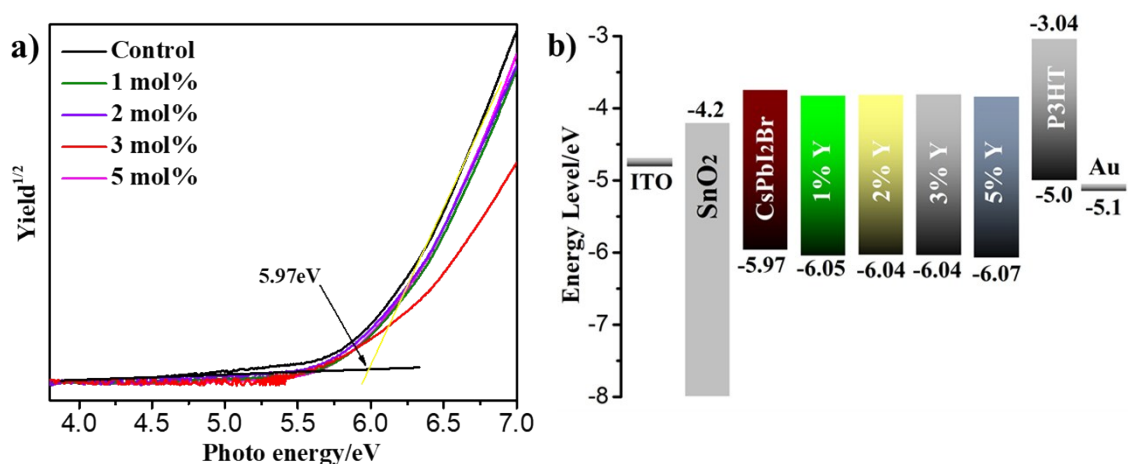 a)
Control
1 mol%
2 mol%
3 mol%
5 mol%
5.97eV
Yield1/2
4.0 4.5 5.0 5.5 6.0 6.5 7.0
Photo energy/eV
b)
-3
-4
-5
-6
-7
-8
Energy Level/eV
ITO
-4.2
SnO₂
CsPbI₂Br
-5.97
1% Y
-6.05
2% Y
-6.04
3% Y
-6.04
5% Y
-6.07
-3.04
P3HT
-5.0
Au
-5.1